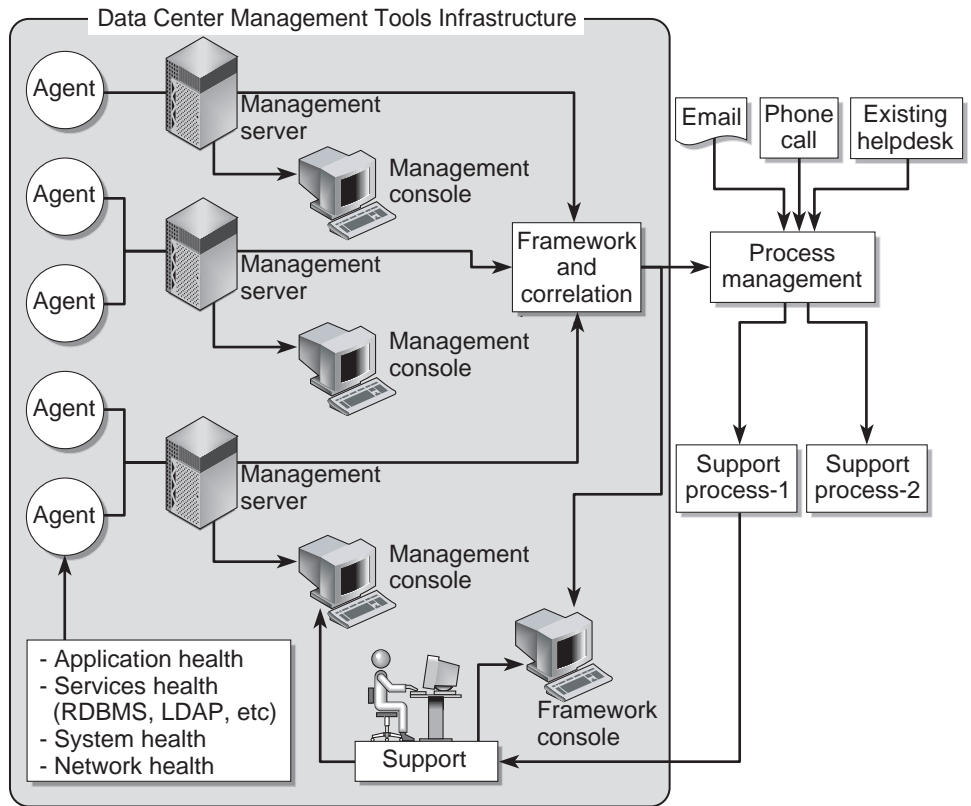 Data Center Management Tools Infrastructure
Agent
Management
server
Management
console
Agent
Agent
Management
server
Management
console
Agent
Agent
Management
server
Management
console
Framework
and
correlation
Email
Phone
call
Existing
helpdesk
Process
management
Support
process-1
Support
process-2
- Application health
- Services health
(RDBMS, LDAP, etc)
- System health
- Network health
Support
Framework
console